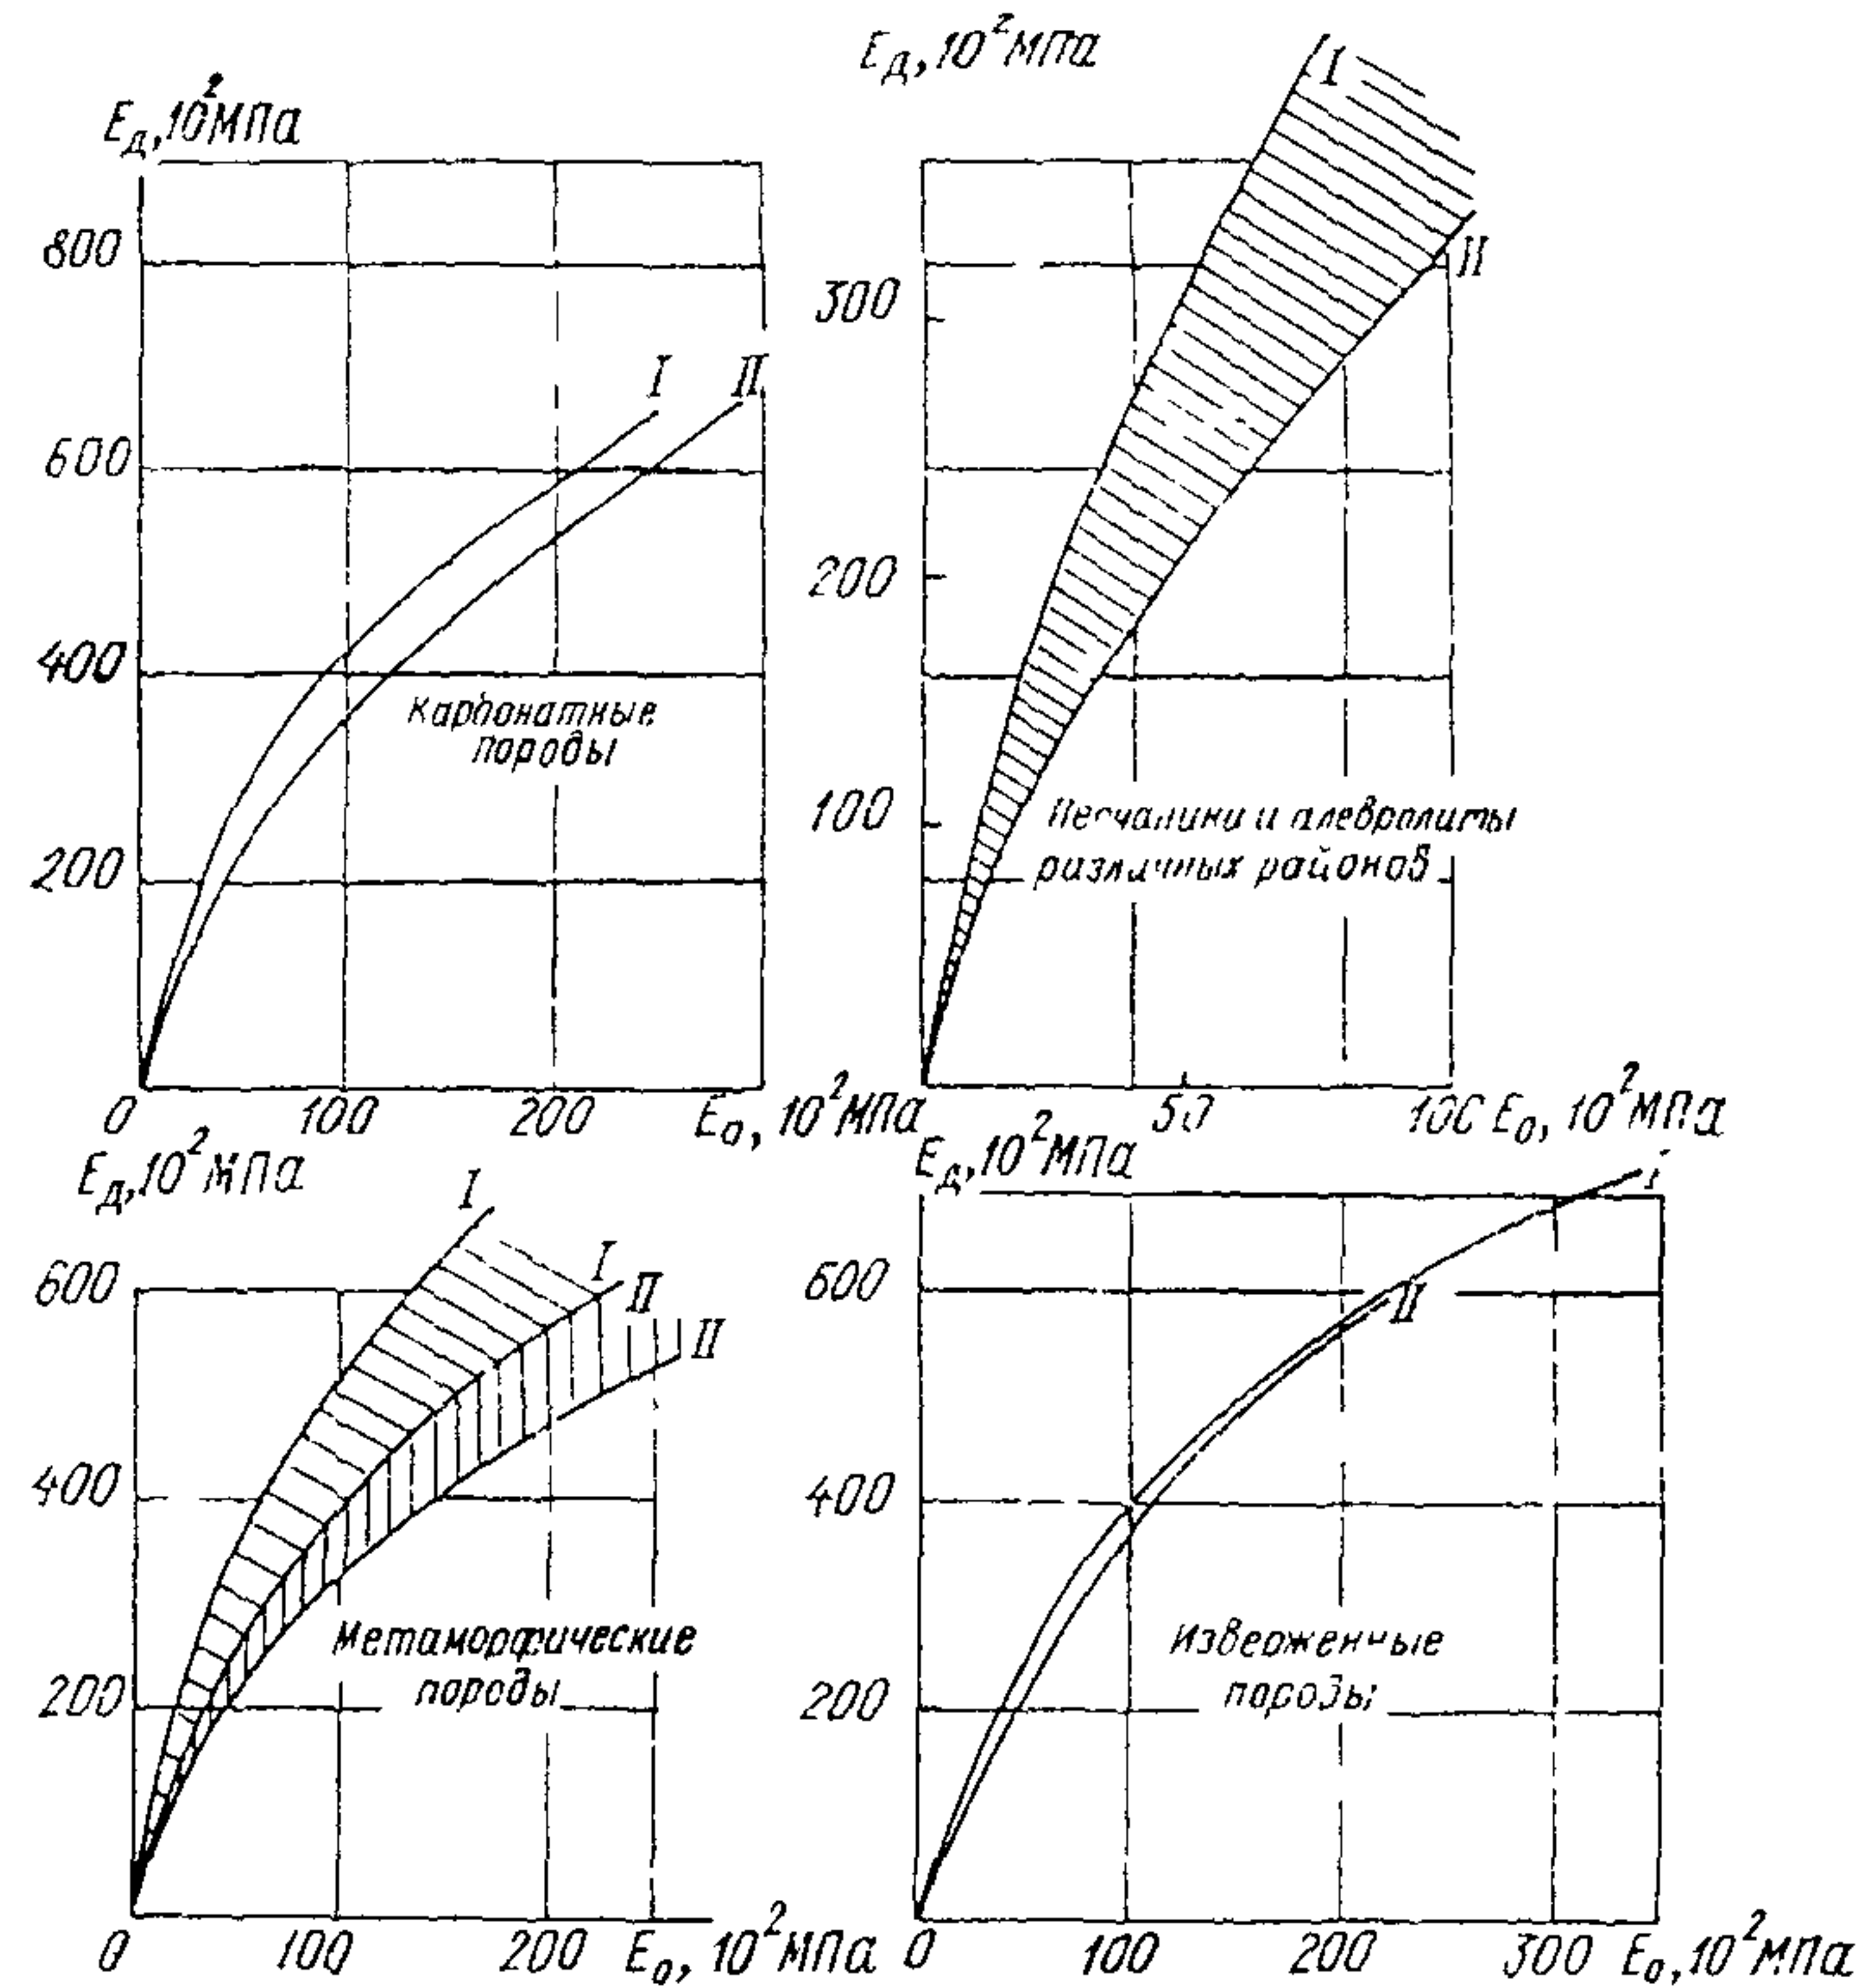 Eд, 10² МПа
800
600
400
200
I
II
Карбонатные
породы
0
100
200
E₀, 10² МПа
Eд, 10² МПа
300
200
100
I
II
Песчаники и алевролиты
различных районов
50
100 E₀, 10² МПа
Eд, 10² МПа
600
400
200
I
I
II
II
Метаморфические
породы
0
100
200
E₀, 10² МПа
Eд, 10² МПа
600
400
200
I
II
Изверженные
породы
0
100
200
300 E₀, 10² МПа